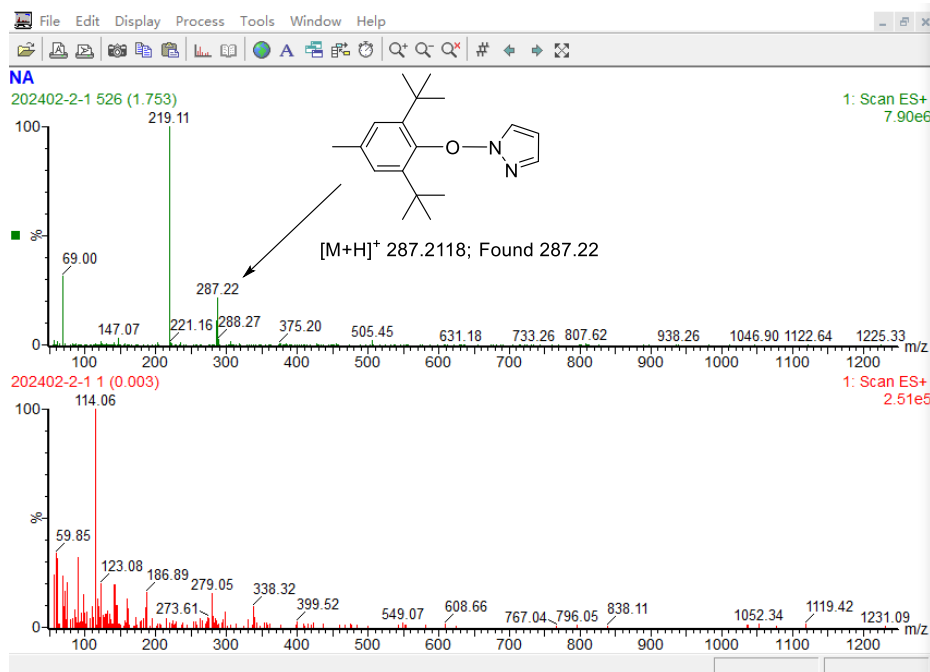 File Edit Display Process Tools Window Help
NA
202402-2-1 526 (1.753)
1: Scan ES+
7.90e6
219.11
100
%
0
69.00
147.07
221.16
287.22
288.27
375.20
505.45
631.18
733.26
807.62
938.26
1046.90
1122.64
1225.33
O
N
N
[M+H]+ 287.2118; Found 287.22
100 200 300 400 500 600 700 800 900 1000 1100 1200
m/z
202402-2-1 1 (0.003)
1: Scan ES+
2.51e5
114.06
100
%
0
59.85
123.08
186.89
273.61
279.05
338.32
399.52
549.07
608.66
767.04
796.05
838.11
1052.34
1119.42
1231.09
100 200 300 400 500 600 700 800 900 1000 1100 1200
m/z